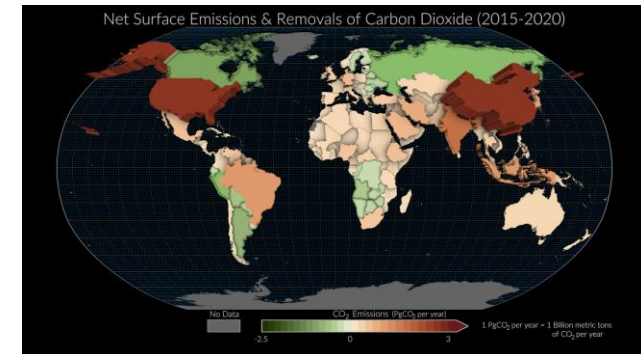 Net Surface Emissions & Removals of Carbon Dioxide (2015-2020)
No Data
CO₂ Emissions (PgCO₂ per year)
-2.5 0 3
1 PgCO₂ per year = 1 Billion metric tons
of CO₂ per year